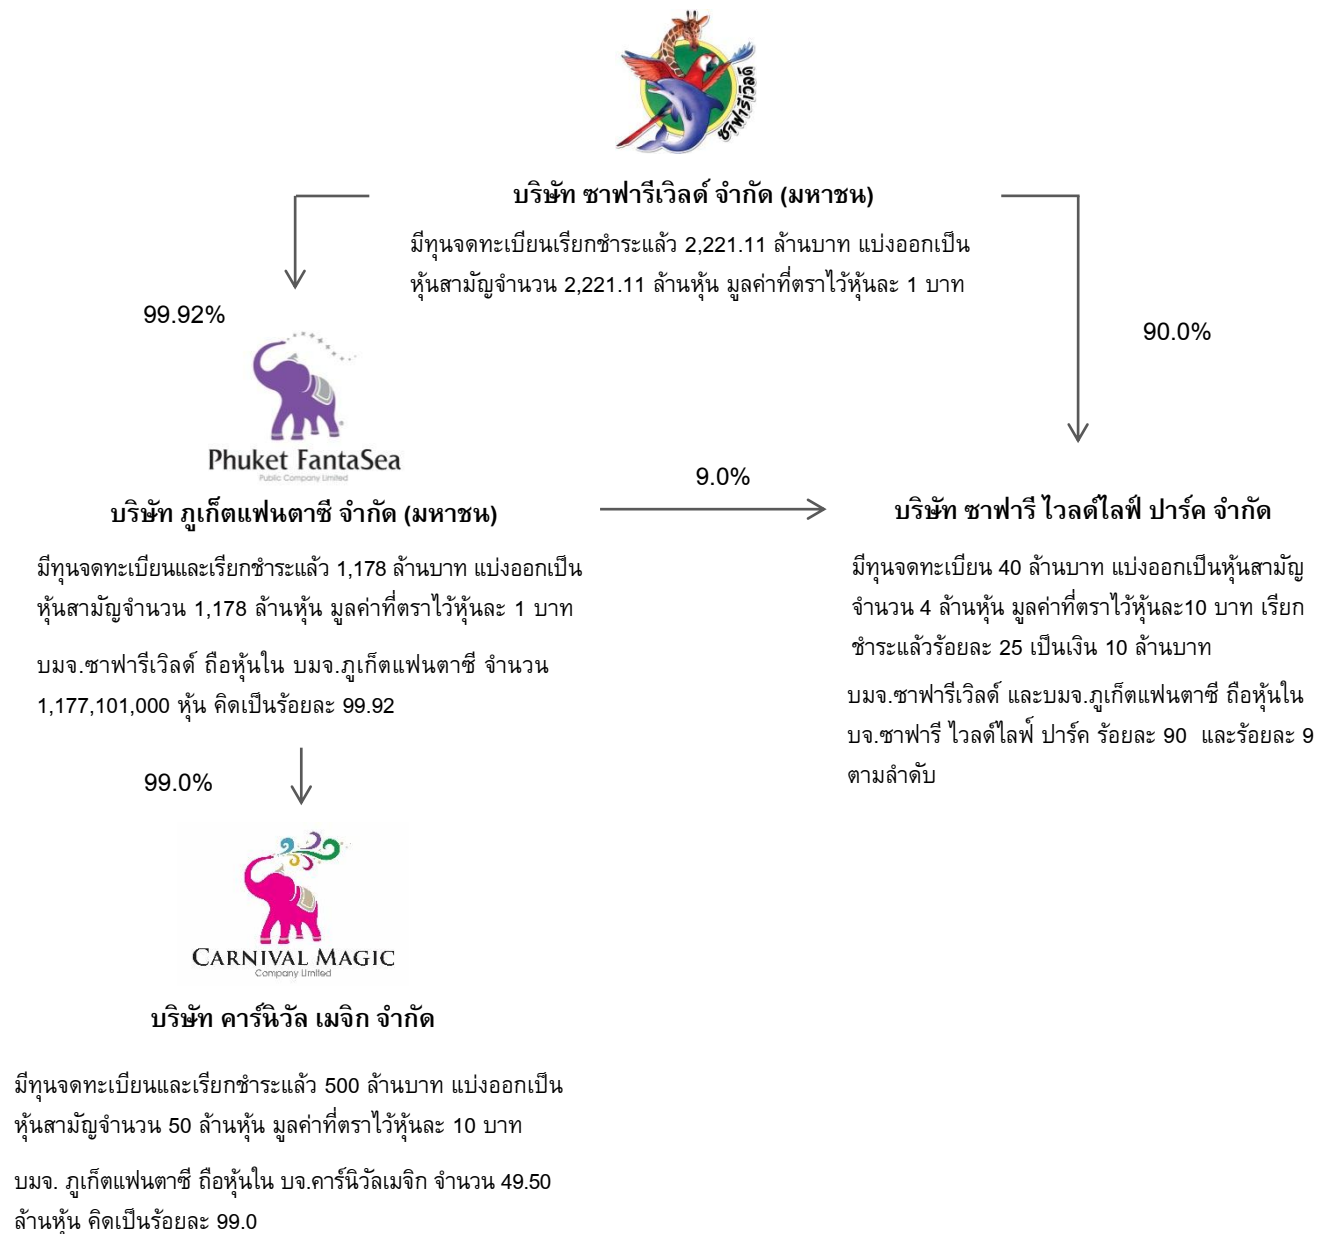 ซาฟารีเวิลด์
บริษัท ซาฟารีเวิลด์ จำกัด (มหาชน)
มีทุนจดทะเบียนเรียกชำระแล้ว 2,221.11 ล้านบาท แบ่งออกเป็น
หุ้นสามัญจำนวน 2,221.11 ล้านหุ้น มูลค่าที่ตราไว้หุ้นละ 1 บาท
99.92%
90.0%
Phuket FantaSea
Public Company Limited
บริษัท ภูเก็ตแฟนตาซี จำกัด (มหาชน)
มีทุนจดทะเบียนและเรียกชำระแล้ว 1,178 ล้านบาท แบ่งออกเป็น
หุ้นสามัญจำนวน 1,178 ล้านหุ้น มูลค่าที่ตราไว้หุ้นละ 1 บาท
บมจ.ซาฟารีเวิลด์ ถือหุ้นใน บมจ.ภูเก็ตแฟนตาซี จำนวน
1,177,101,000 หุ้น คิดเป็นร้อยละ 99.92
9.0%
บริษัท ซาฟารี ไวลด์ไลฟ์ ปาร์ค จำกัด
มีทุนจดทะเบียน 40 ล้านบาท แบ่งออกเป็นหุ้นสามัญ
จำนวน 4 ล้านหุ้น มูลค่าที่ตราไว้หุ้นละ10 บาท เรียก
ชำระแล้วร้อยละ 25 เป็นเงิน 10 ล้านบาท
บมจ.ซาฟารีเวิลด์ และบมจ.ภูเก็ตแฟนตาซี ถือหุ้นใน
บจ.ซาฟารี ไวลด์ไลฟ์ ปาร์ค ร้อยละ 90 และร้อยละ 9
ตามลำดับ
99.0%
CARNIVAL MAGIC
Company Limited
บริษัท คาร์นิวัล เมจิก จำกัด
มีทุนจดทะเบียนและเรียกชำระแล้ว 500 ล้านบาท แบ่งออกเป็น
หุ้นสามัญจำนวน 50 ล้านหุ้น มูลค่าที่ตราไว้หุ้นละ 10 บาท
บมจ. ภูเก็ตแฟนตาซี ถือหุ้นใน บจ.คาร์นิวัลเมจิก จำนวน 49.50
ล้านหุ้น คิดเป็นร้อยละ 99.0